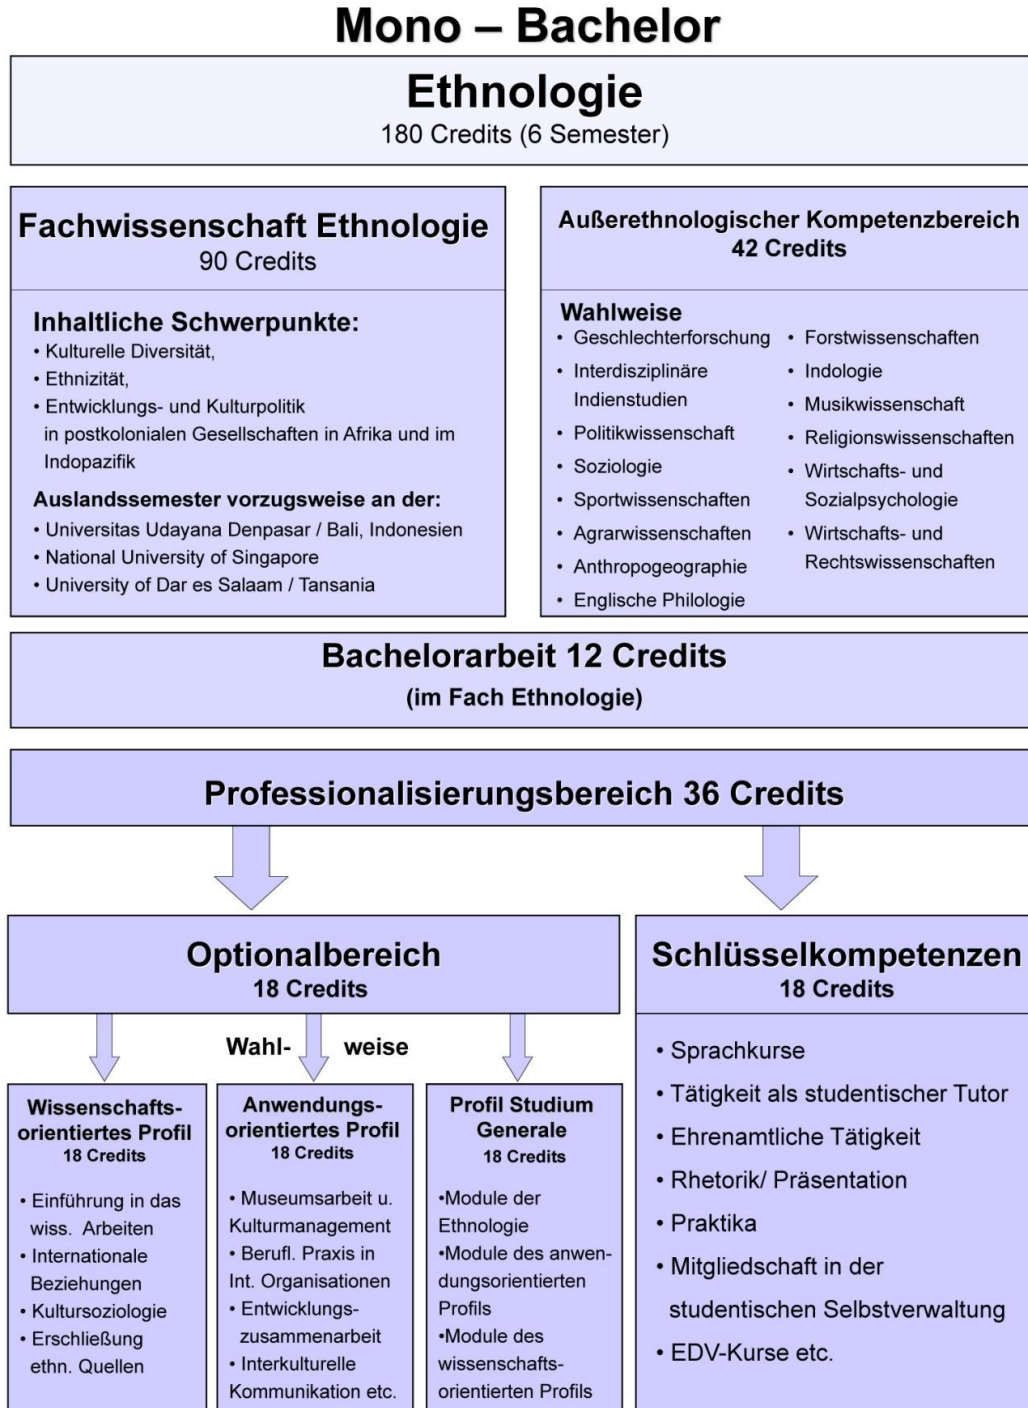 Mono – Bachelor
Ethnologie
180 Credits (6 Semester)
Fachwissenschaft Ethnologie
90 Credits
Inhaltliche Schwerpunkte:
• Kulturelle Diversität,
• Ethnizität,
• Entwicklungs- und Kulturpolitik
in postkolonialen Gesellschaften in Afrika und im
Indopazifik
Auslandssemester vorzugsweise an der:
• Universitas Udayana Denpasar / Bali, Indonesien
• National University of Singapore
• University of Dar es Salaam / Tansania
Außerethnologischer Kompetenzbereich
42 Credits
Wahlweise
• Geschlechterforschung
• Interdisziplinäre
Indienstudien
• Politikwissenschaft
• Soziologie
• Sportwissenschaften
• Agrarwissenschaften
• Anthropogeographie
• Englische Philologie
• Forstwissenschaften
• Indologie
• Musikwissenschaft
• Religionswissenschaften
• Wirtschafts- und
Sozialpsychologie
• Wirtschafts- und
Rechtswissenschaften
Bachelorarbeit 12 Credits
(im Fach Ethnologie)
Professionalisierungsbereich 36 Credits
Optionalbereich
18 Credits
Wahl- weise
Wissenschafts-
orientiertes Profil
18 Credits
• Einführung in das
wiss. Arbeiten
• Internationale
Beziehungen
• Kultursoziologie
• Erschließung
ethn. Quellen
Anwendungs-
orientiertes Profil
18 Credits
• Museumsarbeit u.
Kulturmanagement
• Berufl. Praxis in
Int. Organisationen
• Entwicklungs-
zusammenarbeit
• Interkulturelle
Kommunikation etc.
Profil Studium
Generale
18 Credits
•Module der
Ethnologie
•Module des anwen-
dungsorientierten
Profils
•Module des
wissenschafts-
orientierten Profils
Schlüsselkompetenzen
18 Credits
• Sprachkurse
• Tätigkeit als studentischer Tutor
• Ehrenamtliche Tätigkeit
• Rhetorik/ Präsentation
• Praktika
• Mitgliedschaft in der
studentischen Selbstverwaltung
• EDV-Kurse etc.